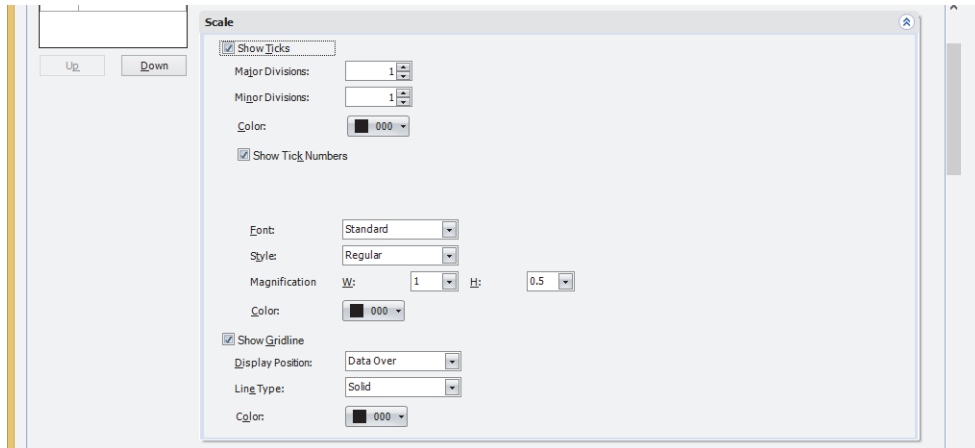 Scale
Show Ticks
Up Down
Major Divisions: 1
Minor Divisions: 1
Color: 000
Show Tick Numbers
Font: Standard
Style: Regular
Magnification W: 1 H: 0.5
Color: 000
Show Gridline
Display Position: Data Over
Line Type: Solid
Color: 000